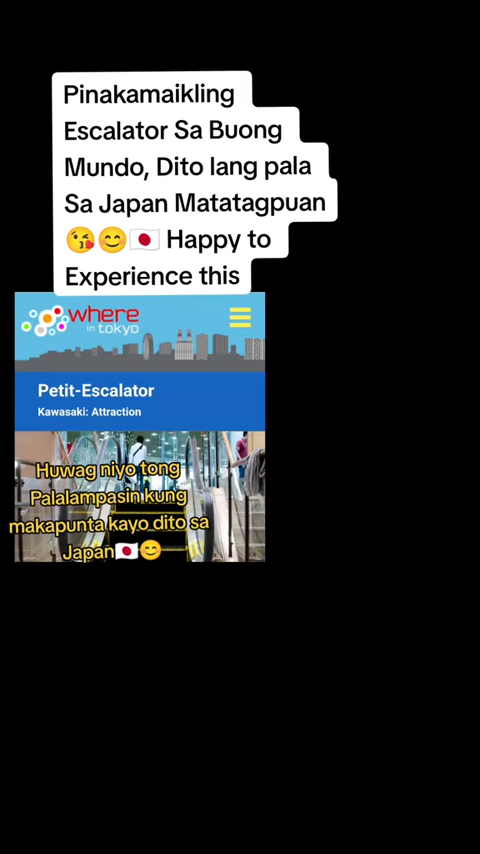 Pinakamaikling
Escalator Sa Buong
Mundo, Dito lang pala
Sa Japan Matatagpuan
😘😊🇯🇵 Happy to
Experience this
where
in tokyo
Petit-Escalator
Kawasaki: Attraction
Huwag niyo tong
Palalampasin kung
makapunta kayo dito sa
Japan🇯🇵😊